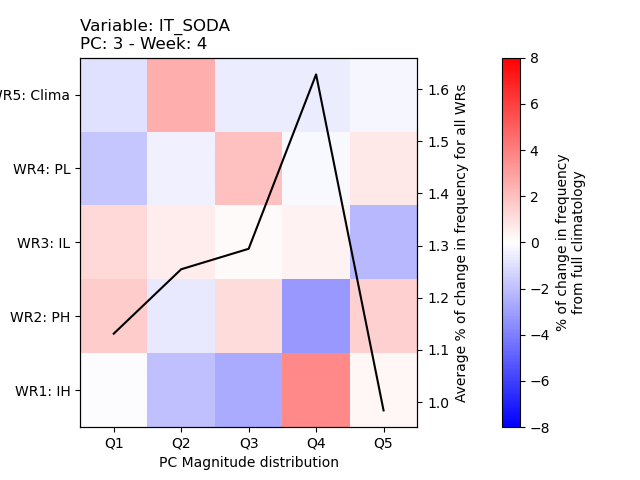 Variable: IT_SODA
PC: 3 - Week: 4
WR5: Clima
WR4: PL
WR3: IL
WR2: PH
WR1: IH
Q1 Q2 Q3 Q4 Q5
PC Magnitude distribution
1.6
1.5
1.4
1.3
1.2
1.1
1.0
Average % of change in frequency for all WRs
8
6
4
2
0
−2
−4
−6
−8
% of change in frequency
from full climatology